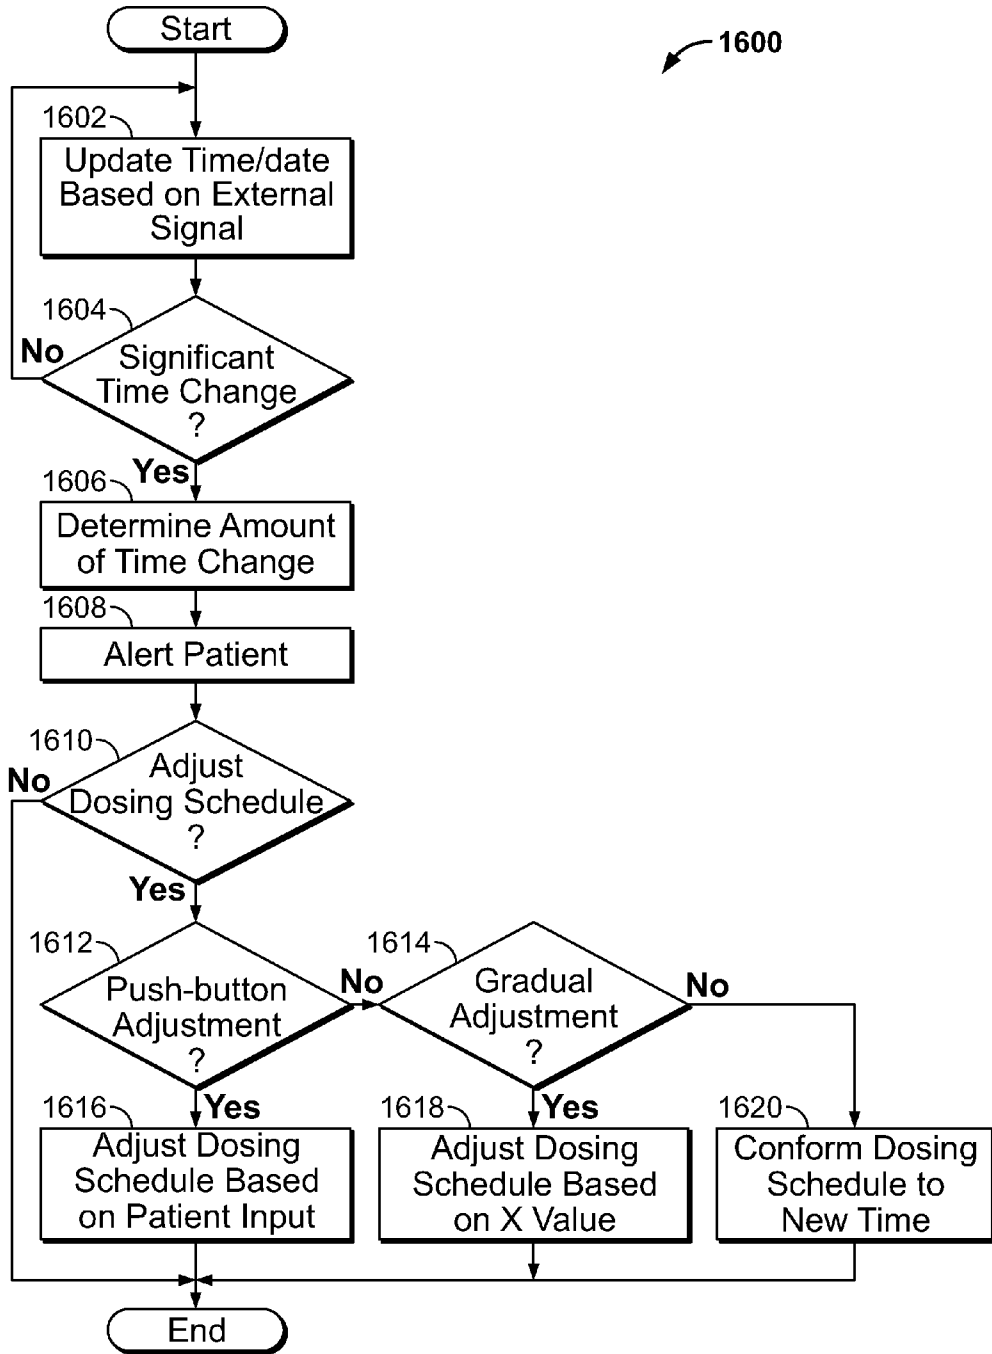 Start
1600
1602
Update Time/date
Based on External
Signal
1604
No
Significant
Time Change
?
Yes
1606
Determine Amount
of Time Change
1608
Alert Patient
1610
No
Adjust
Dosing Schedule
?
Yes
1612
Push-button
Adjustment
?
No
1614
Gradual
Adjustment
?
No
Yes
1616
Adjust Dosing
Schedule Based
on Patient Input
Yes
1618
Adjust Dosing
Schedule Based
on X Value
1620
Conform Dosing
Schedule to
New Time
End